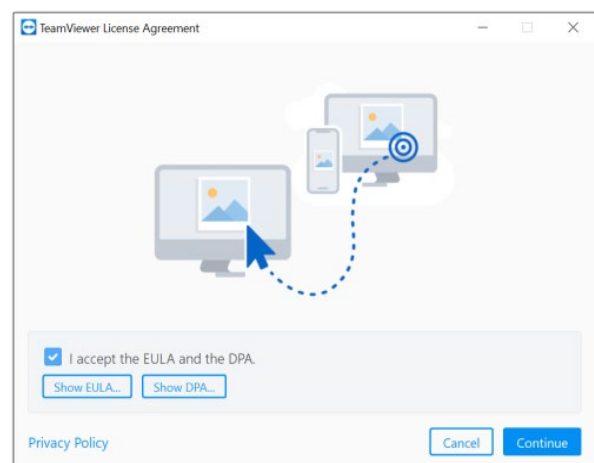 TeamViewer License Agreement
I accept the EULA and the DPA.
Show EULA... Show DPA...
Privacy Policy Cancel Continue